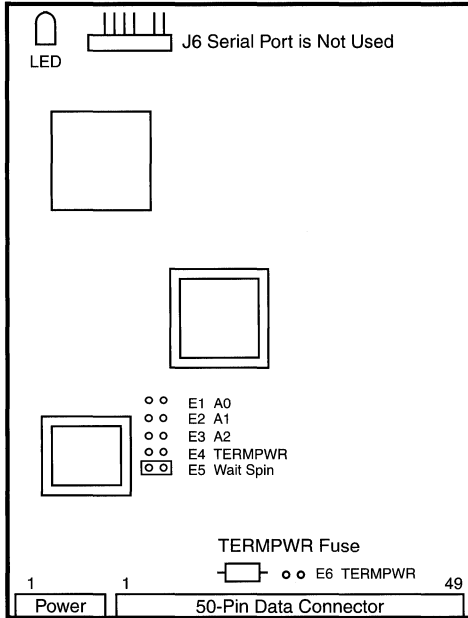 J6 Serial Port is Not Used
LED
E1 A0
E2 A1
E3 A2
E4 TERMPWR
E5 Wait Spin
TERMPWR Fuse
E6 TERMPWR
1 1 49
Power 50-Pin Data Connector